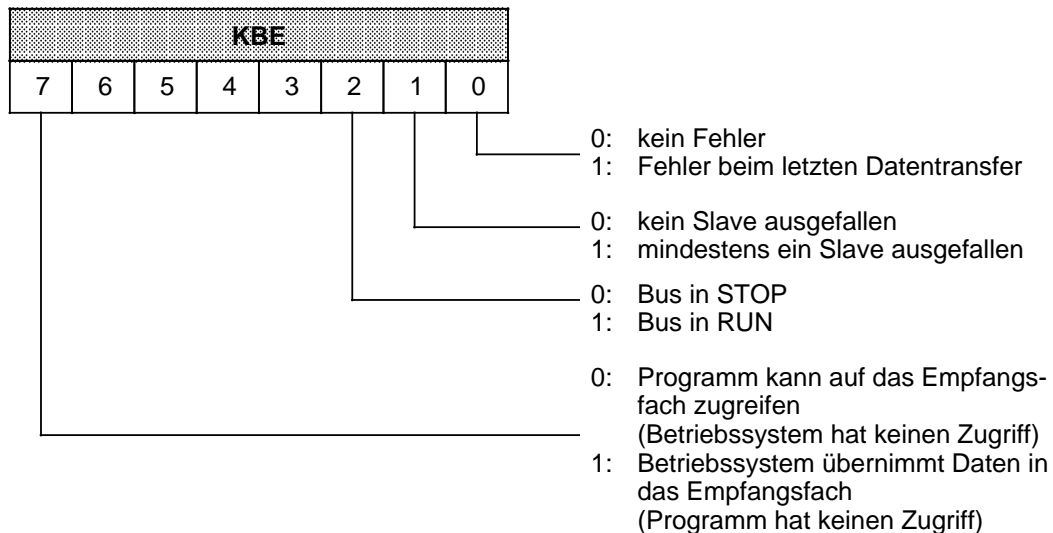 KBE
7 6 5 4 3 2 1 0
0: kein Fehler
1: Fehler beim letzten Datentransfer
0: kein Slave ausgefallen
1: mindestens ein Slave ausgefallen
0: Bus in STOP
1: Bus in RUN
0: Programm kann auf das Empfangs-
fach zugreifen
(Betriebssystem hat keinen Zugriff)
1: Betriebssystem übernimmt Daten in
das Empfangsfach
(Programm hat keinen Zugriff)